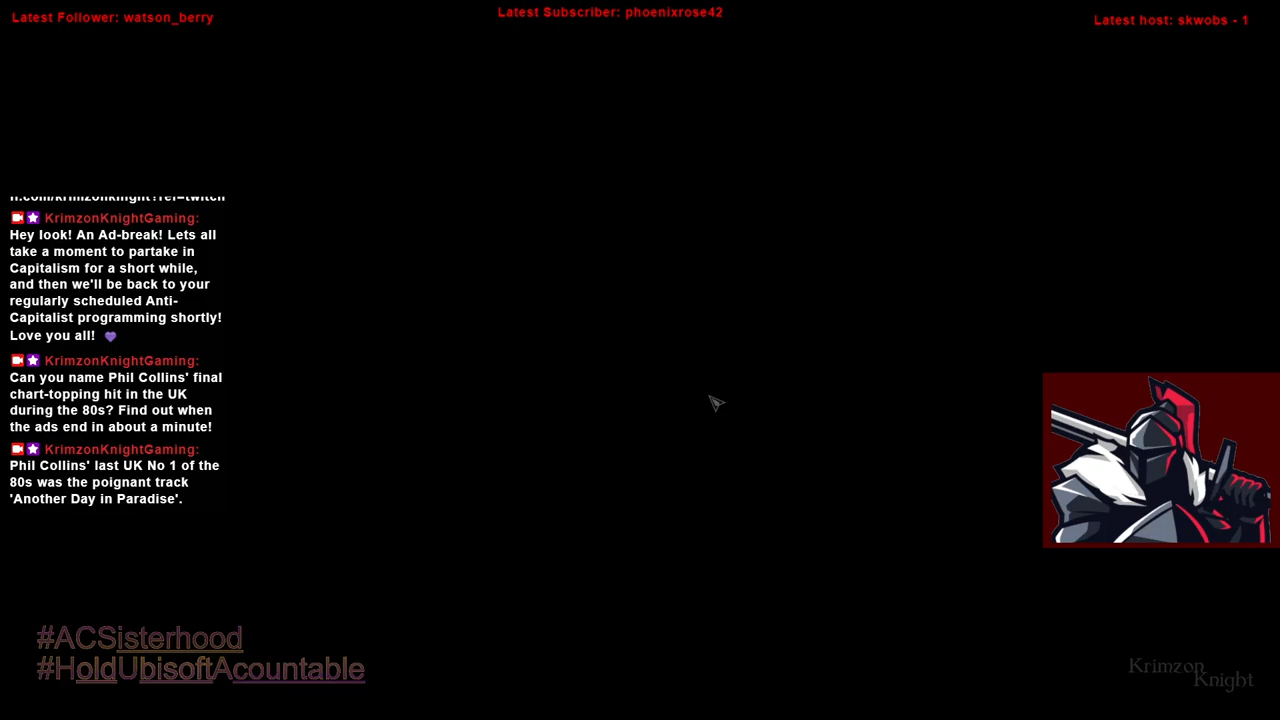 Latest Follower: watson_berry
Latest Subscriber: phoenixrose42
Latest host: skwobs - 1
n.com/krimzonknight?ref=twitch
KrimzonKnightGaming:
Hey look! An Ad-break! Lets all
take a moment to partake in
Capitalism for a short while,
and then we'll be back to your
regularly scheduled Anti-
Capitalist programming shortly!
Love you all!
KrimzonKnightGaming:
Can you name Phil Collins' final
chart-topping hit in the UK
during the 80s? Find out when
the ads end in about a minute!
KrimzonKnightGaming:
Phil Collins' last UK No 1 of the
80s was the poignant track
'Another Day in Paradise'.
#ACSisterhood
#HoldUbisoftAcountable
Krimzon
Knight